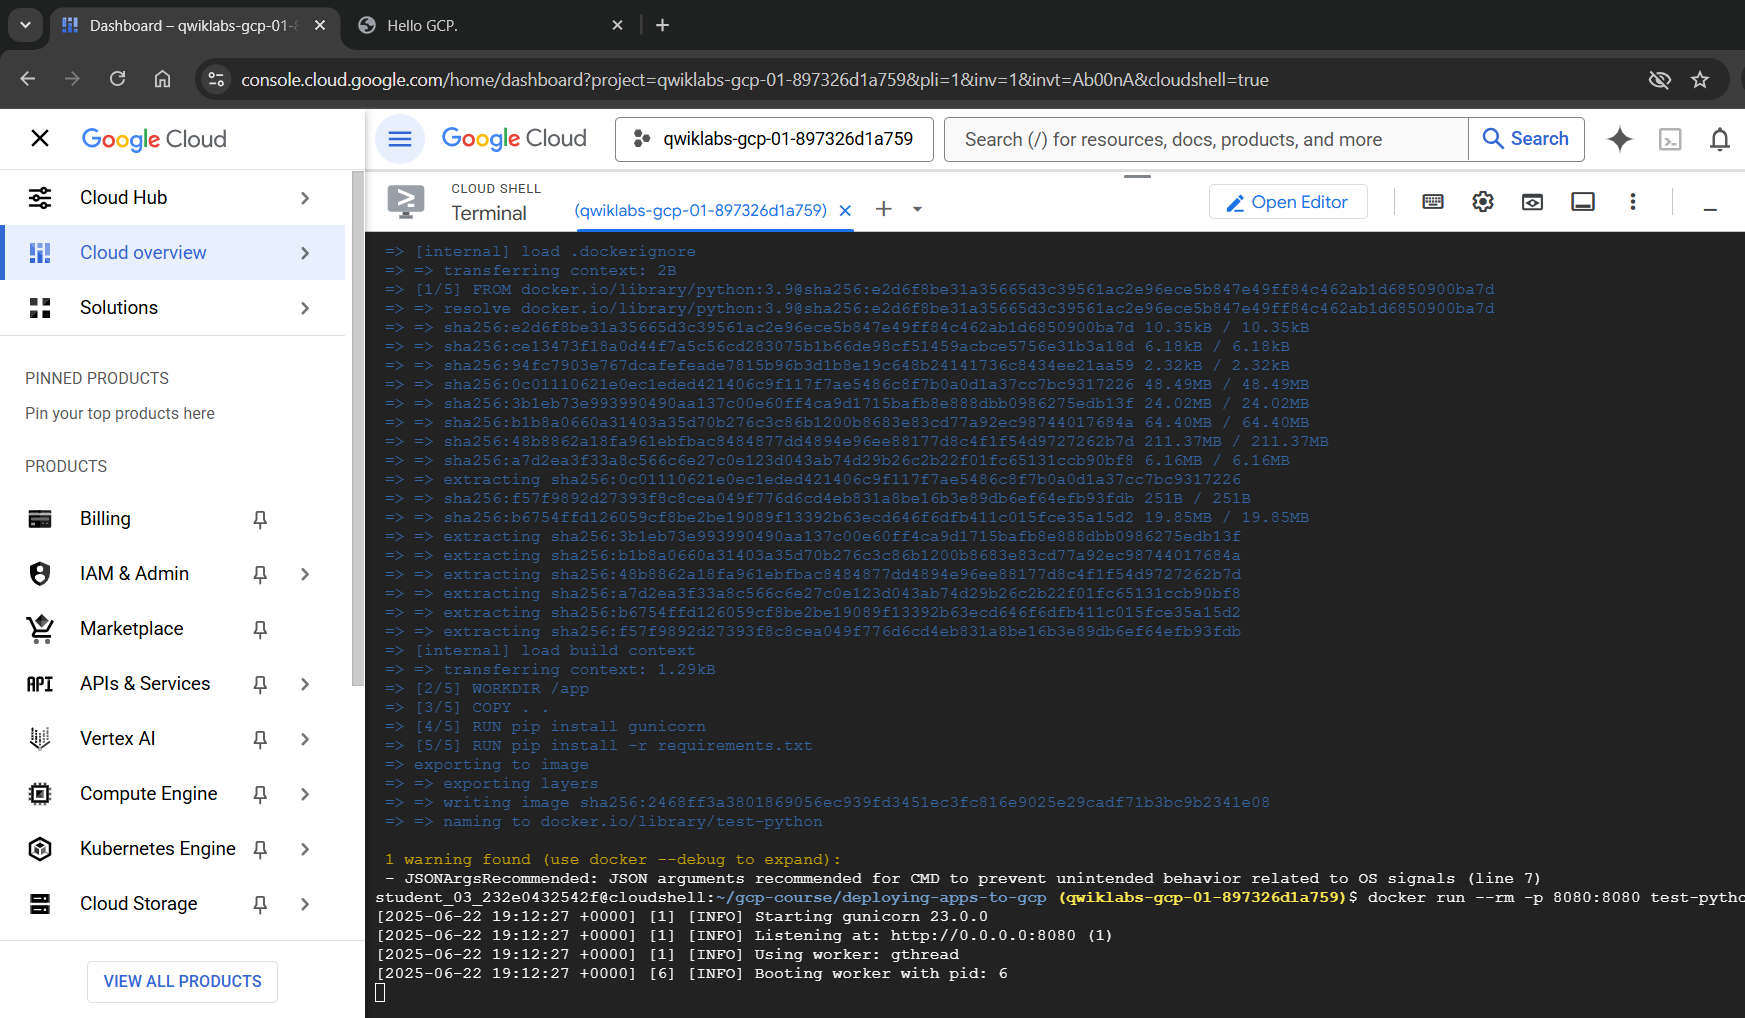 Dashboard – qwiklabs-gcp-01-8
Hello GCP.
console.cloud.google.com/home/dashboard?project=qwiklabs-gcp-01-897326d1a759&pli=1&inv=1&invt=Ab00nA&cloudshell=true
Google Cloud
Cloud Hub
Cloud overview
Solutions
PINNED PRODUCTS
Pin your top products here
PRODUCTS
Billing
IAM & Admin
Marketplace
API APIs & Services
Vertex AI
Compute Engine
Kubernetes Engine
Cloud Storage
VIEW ALL PRODUCTS
Google Cloud
qwiklabs-gcp-01-897326d1a759
Search (/) for resources, docs, products, and more
Search
CLOUD SHELL
Terminal
(qwiklabs-gcp-01-897326d1a759)
Open Editor
=> [internal] load .dockerignore
=> => transferring context: 2B
=> [1/5] FROM docker.io/library/python:3.9@sha256:e2d6f8be31a35665d3c39561ac2e96ece5b847e49ff84c462ab1d6850900ba7d
=> => resolve docker.io/library/python:3.9@sha256:e2d6f8be31a35665d3c39561ac2e96ece5b847e49ff84c462ab1d6850900ba7d
=> => sha256:e2d6f8be31a35665d3c39561ac2e96ece5b847e49ff84c462ab1d6850900ba7d 10.35kB / 10.35kB
=> => sha256:ce13473f18a0d44f7a5c56cd283075b1b66de98cf51459acbce5756e31b3a18d 6.18kB / 6.18kB
=> => sha256:94fc7903e767dcafefeade7815b96b3d1b8e19c648b24141736c8434ee21aa59 2.32kB / 2.32kB
=> => sha256:0c01110621e0ec1eded421406c9f117f7ae5486c8f7b0a0d1a37cc7bc9317226 48.49MB / 48.49MB
=> => sha256:3b1eb73e993990490aa137c00e60ff4ca9d1715bafb8e888dbb0986275edb13f 24.02MB / 24.02MB
=> => sha256:b1b8a0660a31403a35d70b276c3c86b1200b8683e83cd77a92ec98744017684a 64.40MB / 64.40MB
=> => sha256:48b8862a18fa961ebfbac8484877dd4894e96ee88177d8c4f1f54d9727262b7d 211.37MB / 211.37MB
=> => sha256:a7d2ea3f33a8c566c6e27c0e123d043ab74d29b26c2b22f01fc65131ccb90bf8 6.16MB / 6.16MB
=> => extracting sha256:0c01110621e0ec1eded421406c9f117f7ae5486c8f7b0a0d1a37cc7bc9317226
=> => sha256:f57f9892d27393f8c8cea049f776d6cd4eb831a8be16b3e89db6ef64efb93fdb 251B / 251B
=> => sha256:b6754ffd126059cf8be2be19089f13392b63ecd646f6dfb411c015fce35a15d2 19.85MB / 19.85MB
=> => extracting sha256:3b1eb73e993990490aa137c00e60ff4ca9d1715bafb8e888dbb0986275edb13f
=> => extracting sha256:b1b8a0660a31403a35d70b276c3c86b1200b8683e83cd77a92ec98744017684a
=> => extracting sha256:48b8862a18fa961ebfbac8484877dd4894e96ee88177d8c4f1f54d9727262b7d
=> => extracting sha256:a7d2ea3f33a8c566c6e27c0e123d043ab74d29b26c2b22f01fc65131ccb90bf8
=> => extracting sha256:b6754ffd126059cf8be2be19089f13392b63ecd646f6dfb411c015fce35a15d2
=> => extracting sha256:f57f9892d27393f8c8cea049f776d6cd4eb831a8be16b3e89db6ef64efb93fdb
=> [internal] load build context
=> => transferring context: 1.29kB
=> [2/5] WORKDIR /app
=> [3/5] COPY . .
=> [4/5] RUN pip install gunicorn
=> [5/5] RUN pip install -r requirements.txt
=> exporting to image
=> => exporting layers
=> => writing image sha256:2468ff3a3801869056ec939fd3451ec3fc816e9025e29cadf71b3bc9b2341e08
=> => naming to docker.io/library/test-python
1 warning found (use docker --debug to expand):
- JSONArgsRecommended: JSON arguments recommended for CMD to prevent unintended behavior related to OS signals (line 7)
student_03_232e0432542f@cloudshell:~/gcp-course/deploying-apps-to-gcp (qwiklabs-gcp-01-897326d1a759)$ docker run --rm -p 8080:8080 test-pytho
[2025-06-22 19:12:27 +0000] [1] [INFO] Starting gunicorn 23.0.0
[2025-06-22 19:12:27 +0000] [1] [INFO] Listening at: http://0.0.0.0:8080 (1)
[2025-06-22 19:12:27 +0000] [1] [INFO] Using worker: gthread
[2025-06-22 19:12:27 +0000] [6] [INFO] Booting worker with pid: 6